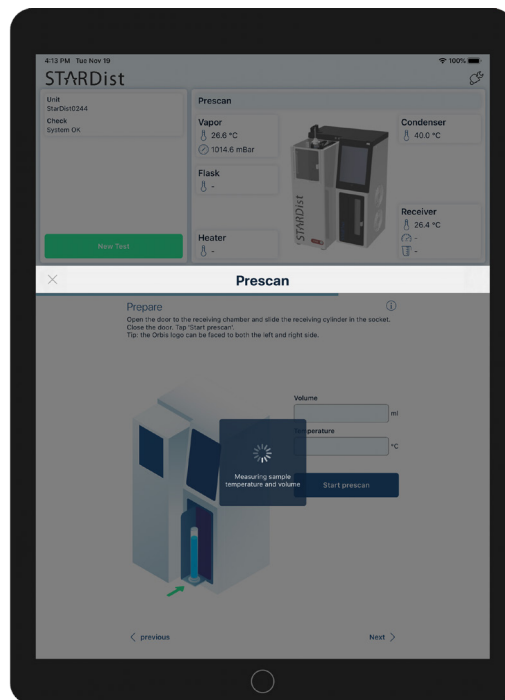 4:13 PM Tue Nov 19
100%
STARDist
Unit
StarDist0244
Check
System OK
New Test
Prescan
Vapor
26.6 °C
1014.6 mBar
Flask
-
Heater
-
STARDist
Condenser
40.0 °C
Receiver
26.4 °C
-
-
Prescan
Prepare
Open the door to the receiving chamber and slide the receiving cylinder in the socket.
Close the door. Tap 'Start prescan'.
Tip: the Orbis logo can be faced to both the left and right side.
Volume
ml
perature
°C
Measuring sample
temperature and volume
Start prescan
previous
Next